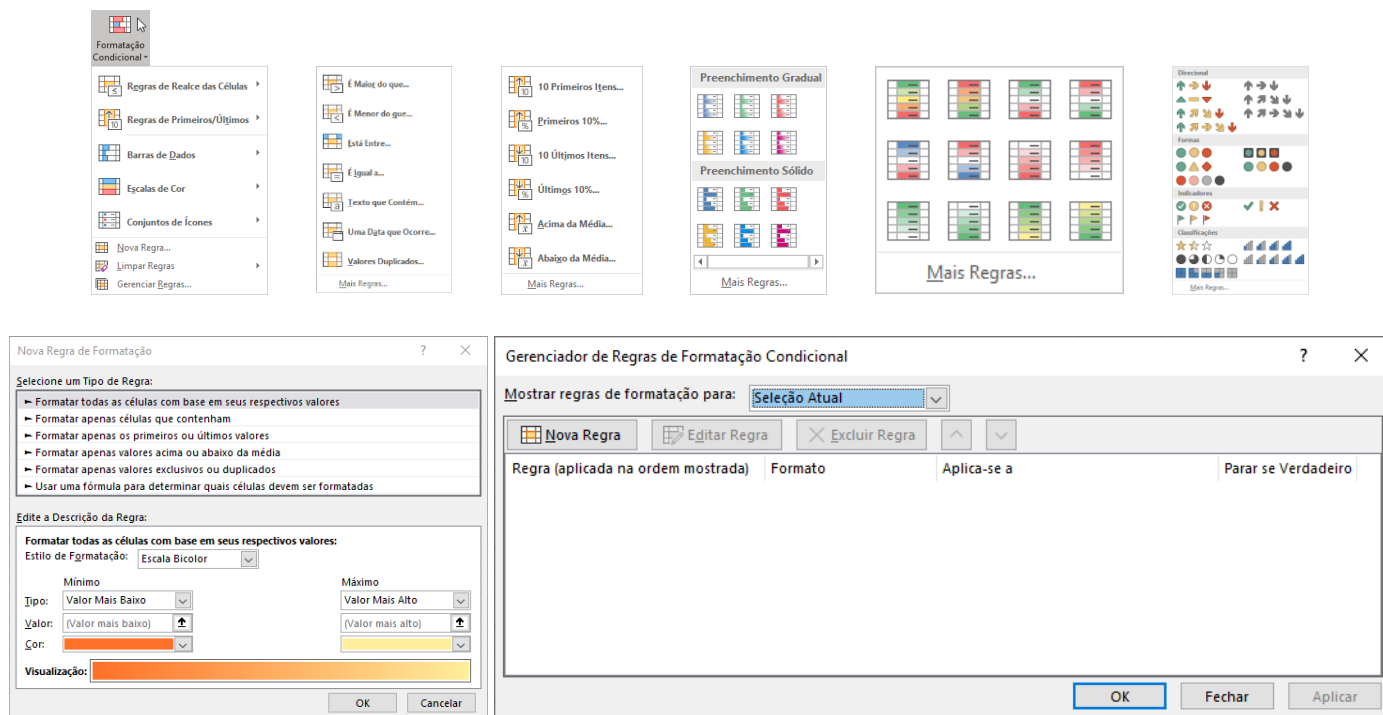 Formatação
Condicional
Regras de Realce das Células
Regras de Primeiros/Últimos
Barras de Dados
Escalas de Cor
Conjuntos de Ícones
Nova Regra...
Limpar Regras
Gerenciar Regras...
É Maior do que...
É Menor do que...
Está Entre...
É Igual a...
Texto que Contém...
Uma Data que Ocorre...
Valores Duplicados...
Mais Regras...
10 Primeiros Itens...
Primeiros 10%...
10 Últimos Itens...
Últimos 10%...
Acima da Média...
Abaixo da Média...
Mais Regras...
Preenchimento Gradual
Preenchimento Sólido
Mais Regras...
Mais Regras...
Direcional
Formas
Indicadores
Classificações
Mais Regras...
Nova Regra de Formatação ?
Selecione um Tipo de Regra:
► Formatar todas as células com base em seus respectivos valores
► Formatar apenas células que contenham
► Formatar apenas os primeiros ou últimos valores
► Formatar apenas valores acima ou abaixo da média
► Formatar apenas valores exclusivos ou duplicados
► Usar uma fórmula para determinar quais células devem ser formatadas
Edite a Descrição da Regra:
Formatar todas as células com base em seus respectivos valores:
Estilo de Formatação: Escala Bicolor
Mínimo Máximo
Tipo: Valor Mais Baixo Valor Mais Alto
Valor: (Valor mais baixo) (Valor mais alto)
Cor:
Visualização:
OK Cancelar
Gerenciador de Regras de Formatação Condicional ?
Mostrar regras de formatação para: Seleção Atual
Nova Regra Editar Regra Excluir Regra
Regra (aplicada na ordem mostrada) Formato Aplica-se a Parar se Verdadeiro
OK Fechar Aplicar